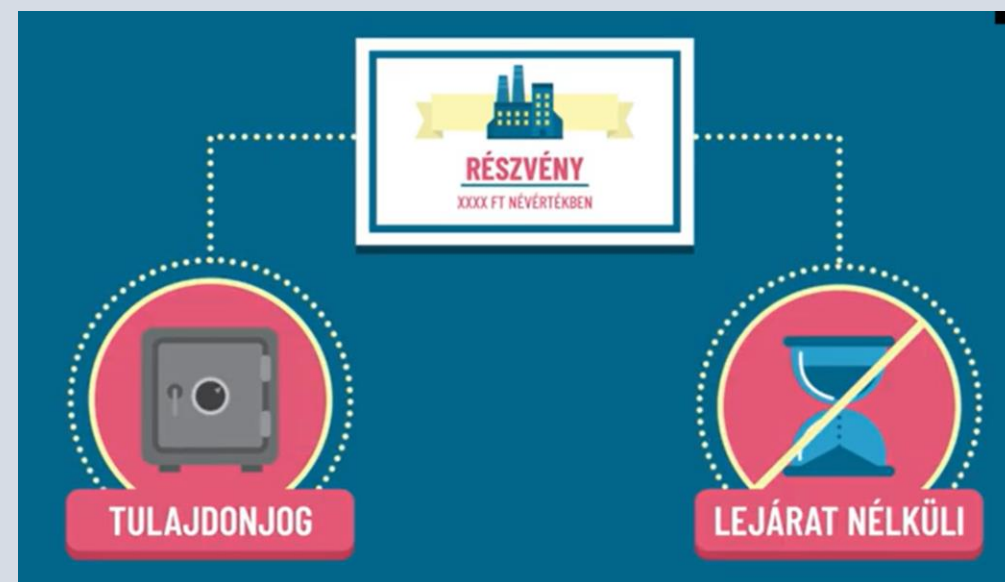 RÉSZVÉNY
XXXX FT NÉVÉRTÉKBEN
TULAJDONJOG
LEJÁRAT NÉLKÜLI